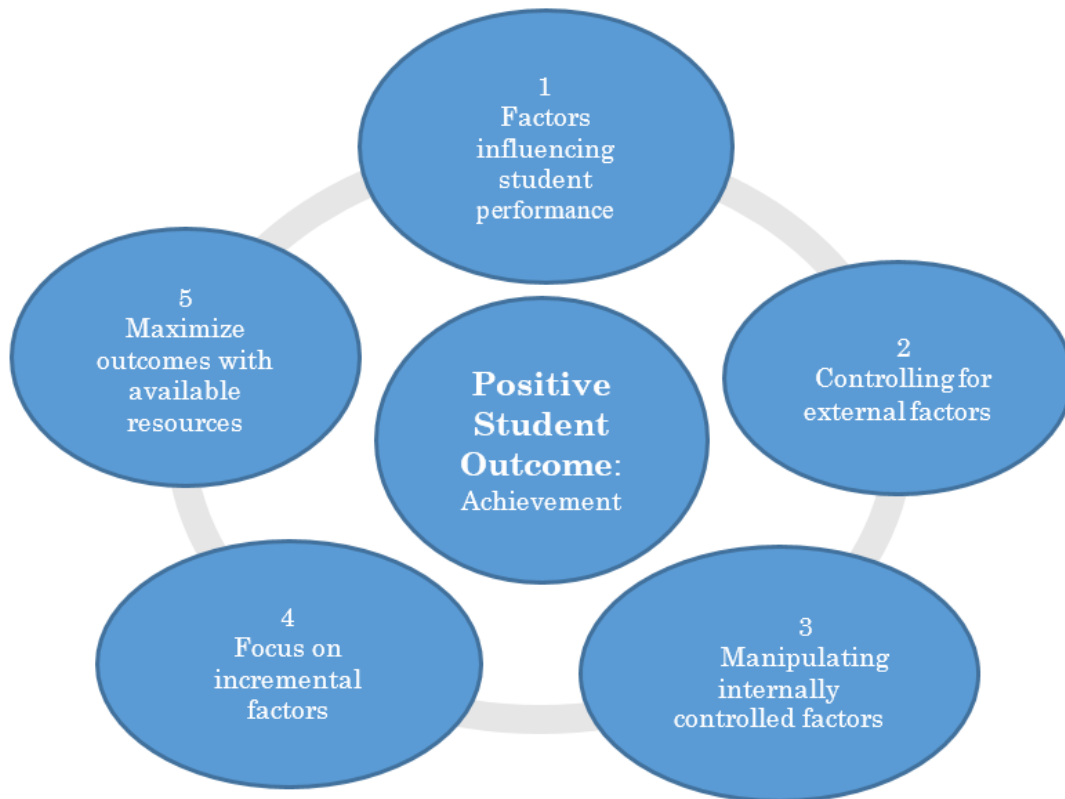 1
Factors
influencing
student
performance
2
Controlling for
external factors
3
Manipulating
internally
controlled factors
4
Focus on
incremental
factors
5
Maximize
outcomes with
available
resources
Positive
Student
Outcome:
Achievement